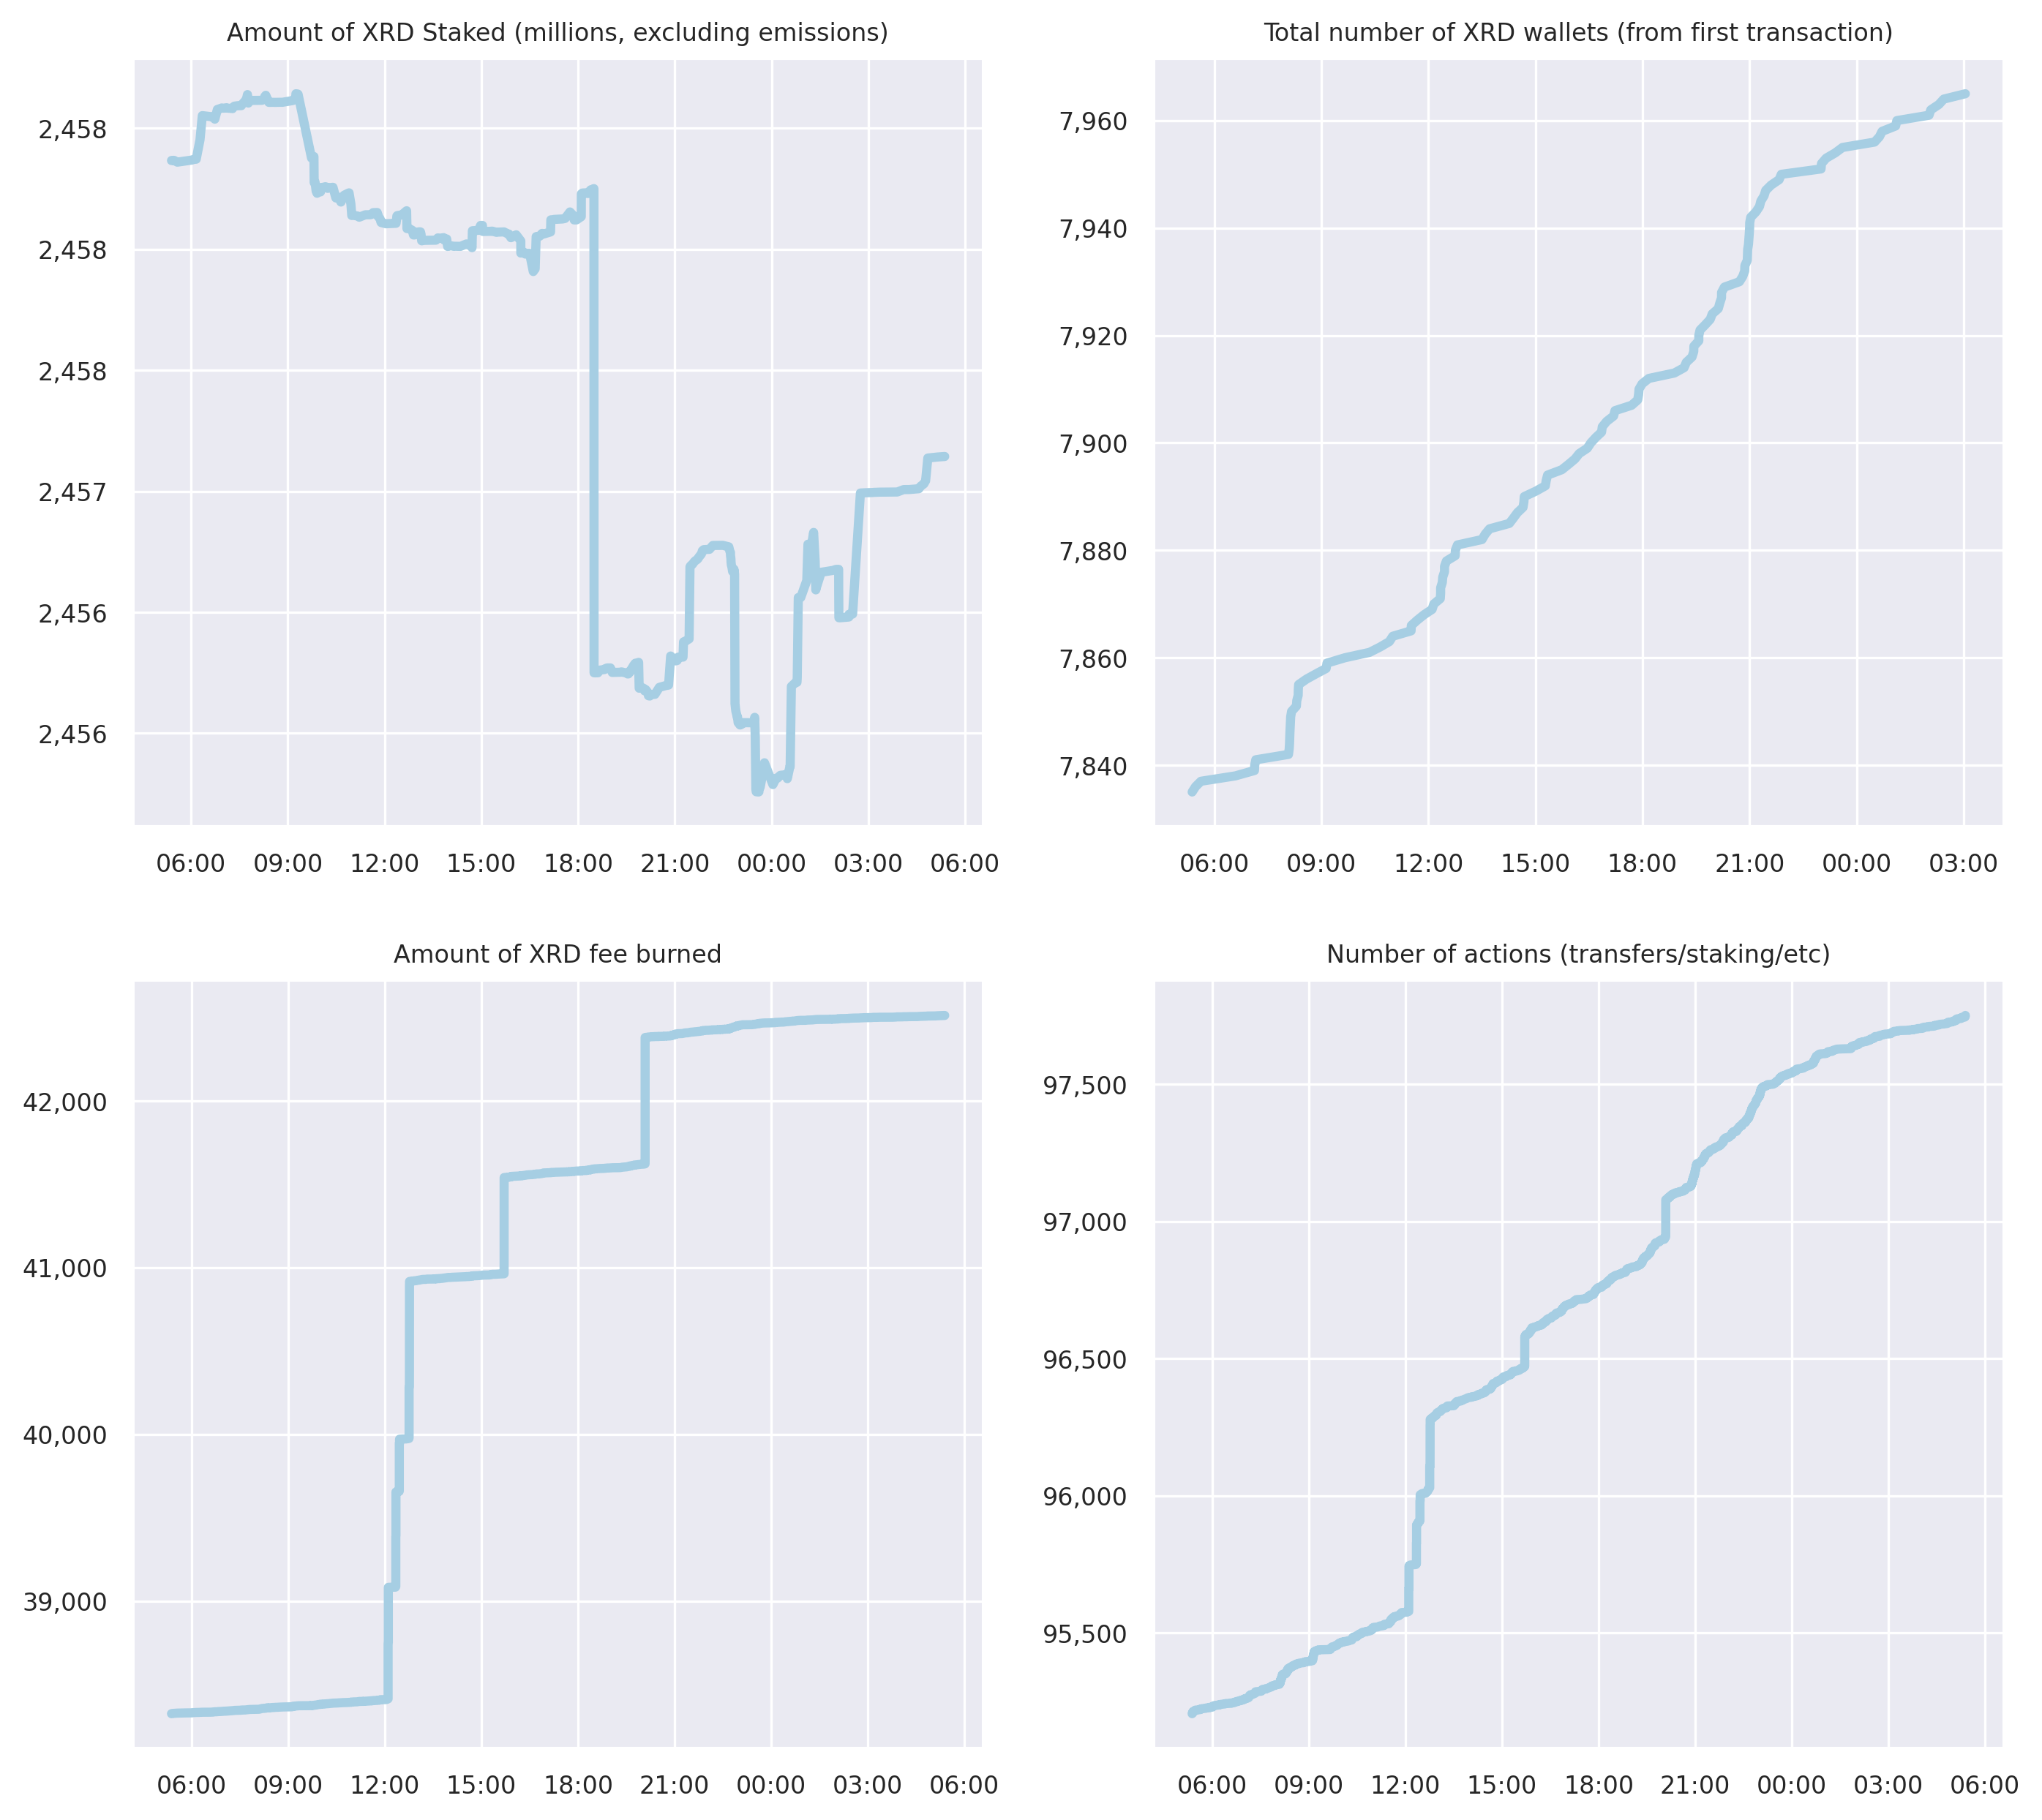 Amount of XRD Staked (millions, excluding emissions)
2,458
2,458
2,458
2,457
2,456
2,456
06:00 09:00 12:00 15:00 18:00 21:00 00:00 03:00 06:00
Total number of XRD wallets (from first transaction)
7,960
7,940
7,920
7,900
7,880
7,860
7,840
06:00 09:00 12:00 15:00 18:00 21:00 00:00 03:00
Amount of XRD fee burned
42,000
41,000
40,000
39,000
06:00 09:00 12:00 15:00 18:00 21:00 00:00 03:00 06:00
Number of actions (transfers/staking/etc)
97,500
97,000
96,500
96,000
95,500
06:00 09:00 12:00 15:00 18:00 21:00 00:00 03:00 06:00